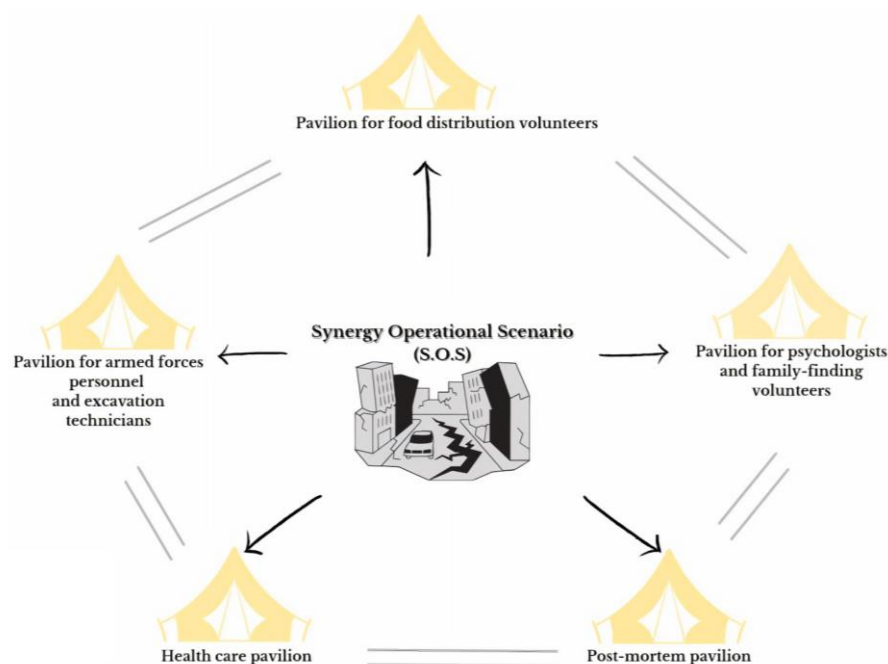 Pavilion for food distribution volunteers
Synergy Operational Scenario
(S.O.S)
Pavilion for armed forces
personnel
and excavation
technicians
Pavilion for psychologists
and family-finding
volunteers
Health care pavilion
Post-mortem pavilion